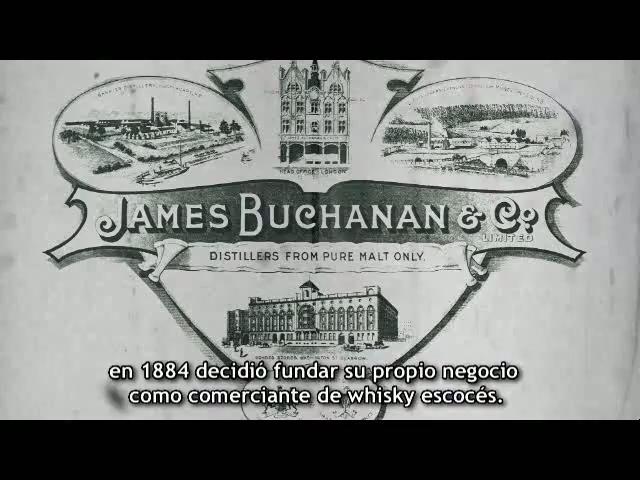 HEAD OFFICE LONDON
JAMES BUCHANAN & Co.
LIMITED
DISTILLERS FROM PURE MALT ONLY.
en 1884 decidió fundar su propio negocio
como comerciante de whisky escocés.